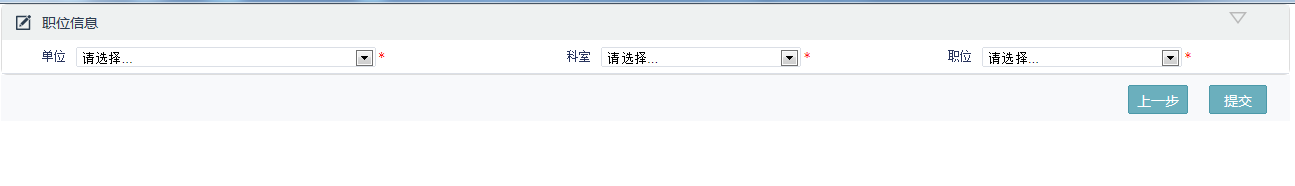 职位信息
单位 请选择... * 科室 请选择... * 职位 请选择... *
上一步 提交